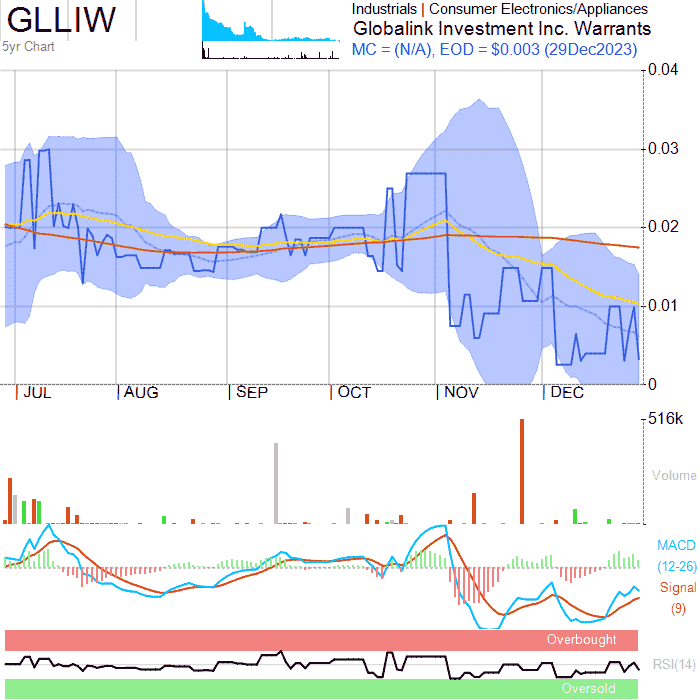 GLLIW
5yr Chart
Industrials | Consumer Electronics/Appliances
Globalink Investment Inc. Warrants
MC = (N/A), EOD = $0.003 (29Dec2023)
0.04
0.03
0.02
0.01
0
JUL AUG SEP OCT NOV DEC
516k
Volume
MACD
(12-26)
Signal
(9)
Overbought
RSI(14)
Oversold